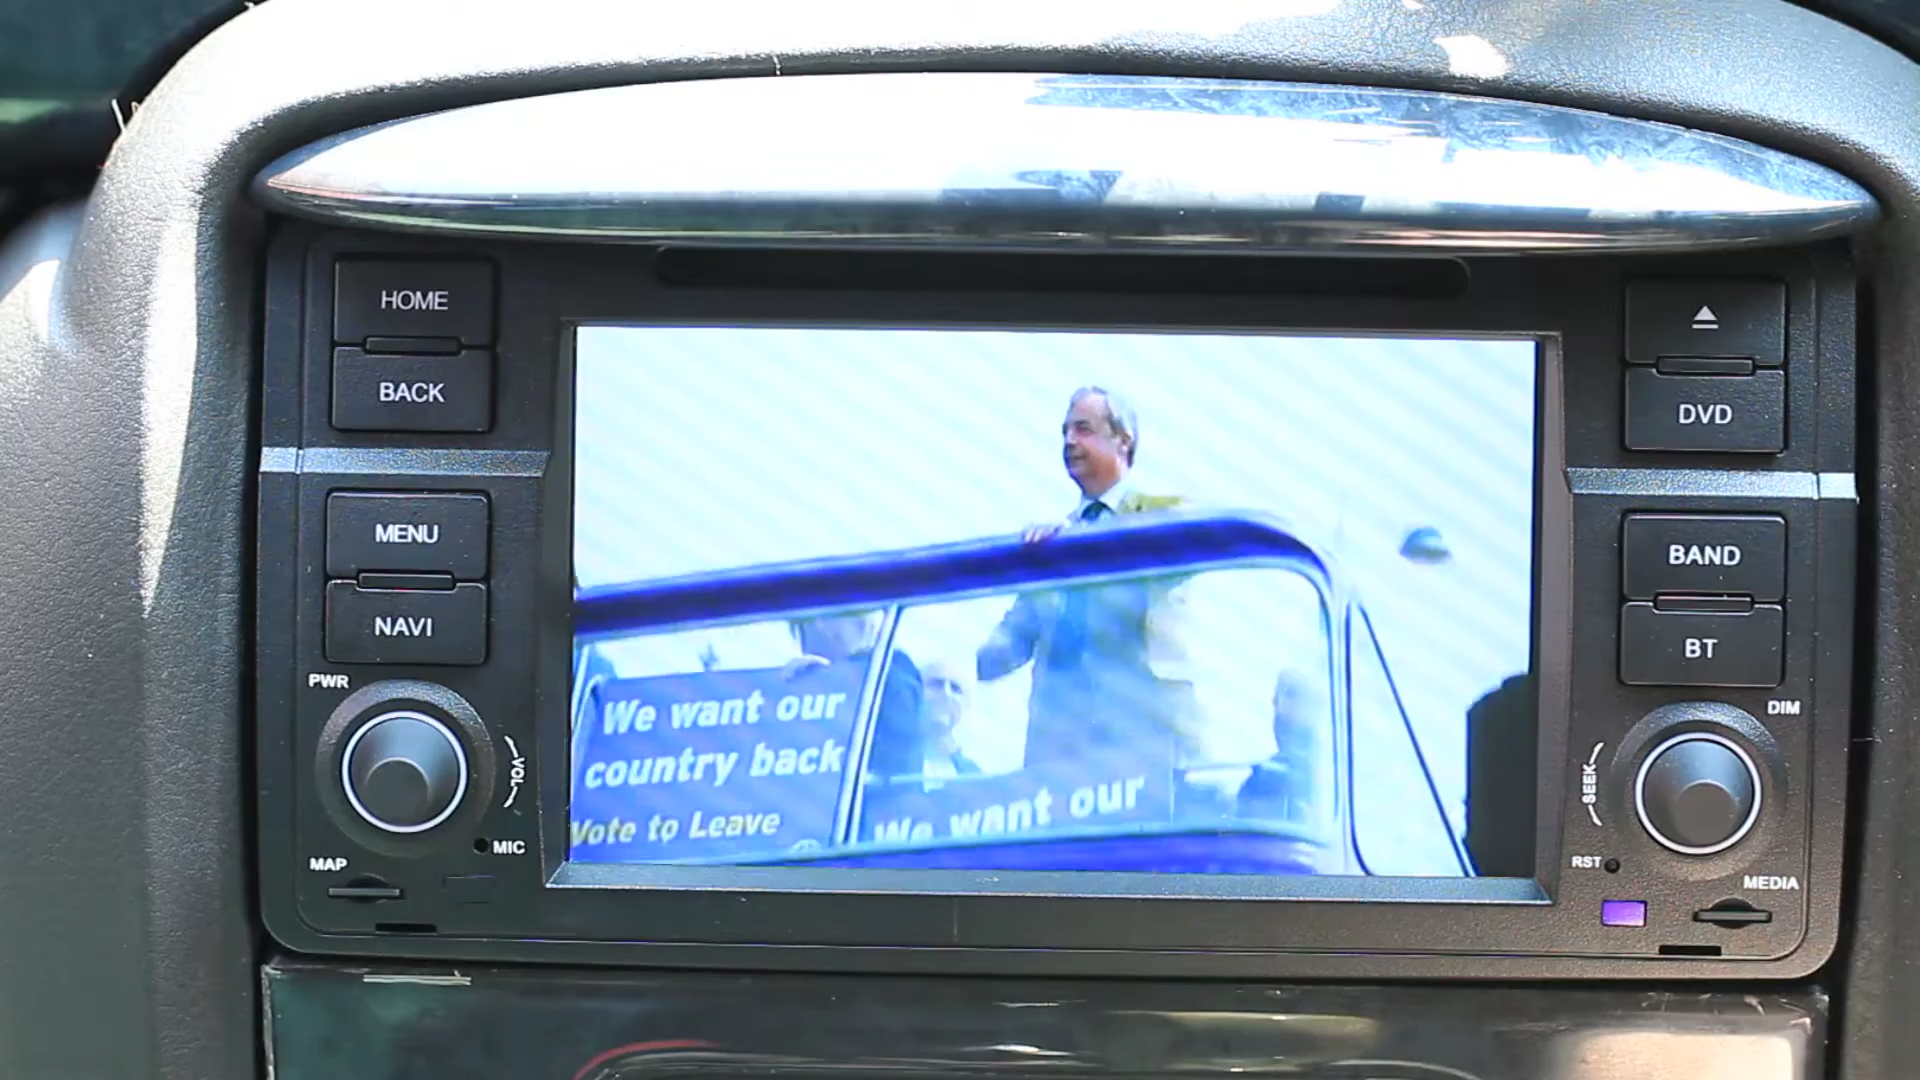 HOME
BACK
MENU
NAVI
PWR
VOL
MIC
MAP
We want our
country back
Vote to Leave
We want our
DVD
BAND
BT
DIM
SEEK
RST
MEDIA